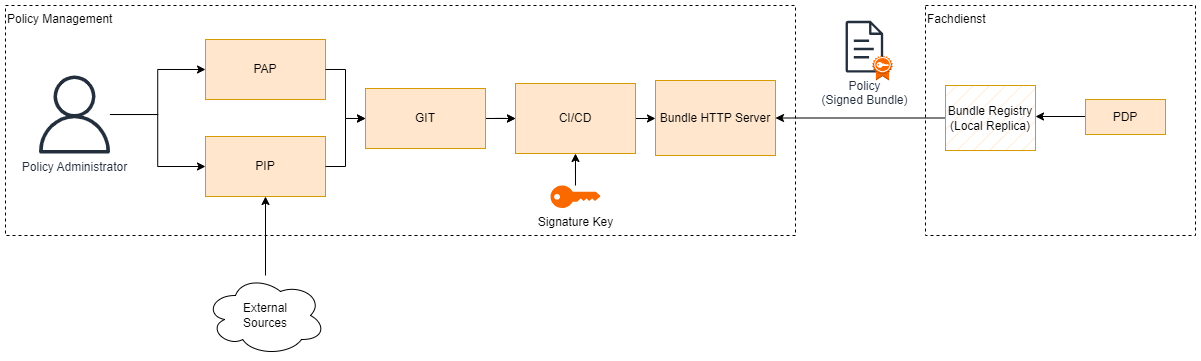 Policy Management
Fachdienst
PAP
Policy
(Signed Bundle)
GIT
CI/CD
Bundle HTTP Server
Bundle Registry
(Local Replica)
PDP
Policy Administrator
PIP
Signature Key
External
Sources